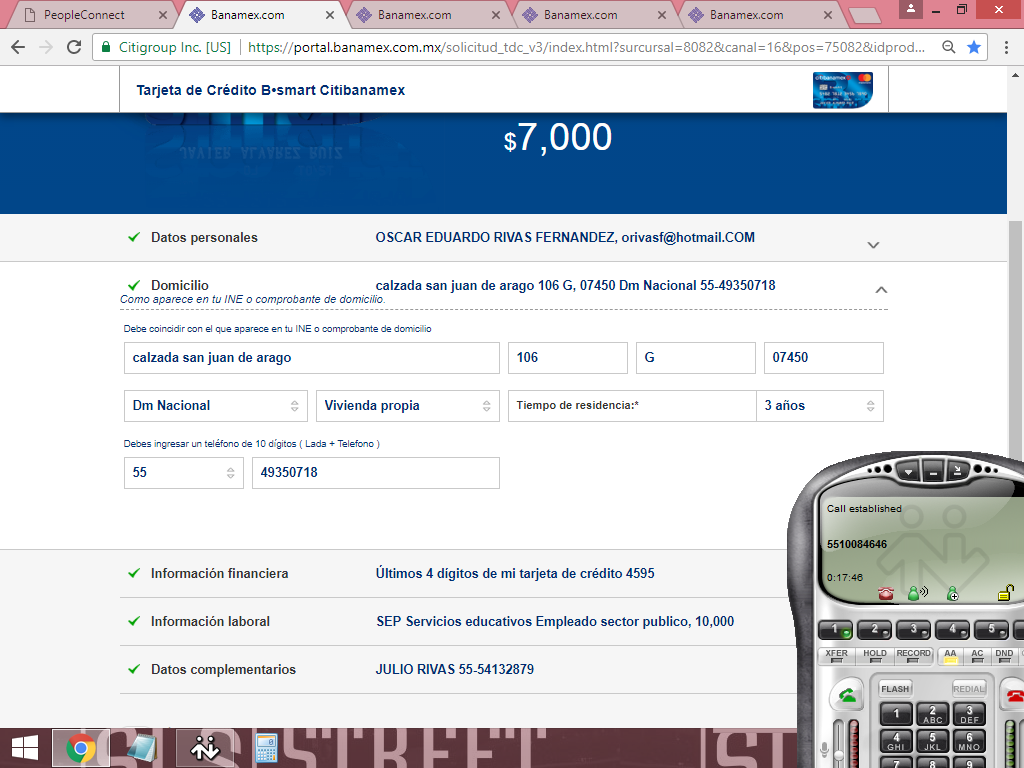 PeopleConnect
Banamex.com
Banamex.com
Banamex.com
Banamex.com
Citigroup Inc. [US]
https://portal.banamex.com.mx/solicitud_tdc_v3/index.html?surcursal=8082&canal=16&pos=75082&idprod...
Tarjeta de Crédito B•smart Citibanamex
citibanamex
JAVIER ALVAREZ RUIZ
$7,000
Datos personales
OSCAR EDUARDO RIVAS FERNANDEZ, orivasf@hotmail.COM
Domicilio
calzada san juan de arago 106 G, 07450 Dm Nacional 55-49350718
Como aparece en tu INE o comprobante de domicilio.
Debe coincidir con el que aparece en tu INE o comprobante de domicilio
calzada san juan de arago
106
G
07450
Dm Nacional
Vivienda propia
Tiempo de residencia:*
3 años
Debes ingresar un teléfono de 10 dígitos ( Lada + Telefono )
55
49350718
Información financiera
Últimos 4 dígitos de mi tarjeta de crédito 4595
Información laboral
SEP Servicios educativos Empleado sector publico, 10,000
Datos complementarios
JULIO RIVAS 55-54132879
Call established
5510084646
0:17:46
1 2 3 4 5
XFER HOLD RECORD AA AC DND
FLASH
REDIAL
1
2 ABC
3 DEF
4 GHI
5 JKL
6 MNO
7 8 9
STREET